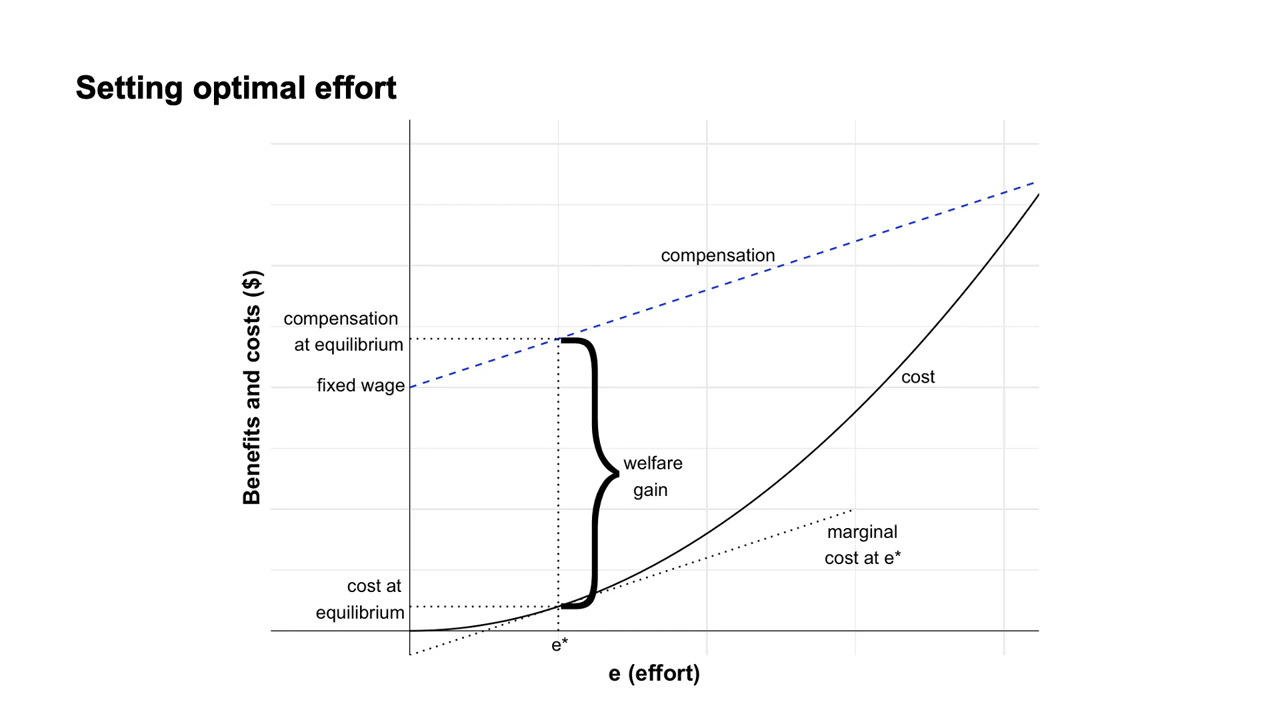 Setting optimal effort
Benefits and costs ($)
compensation
compensation
at equilibrium
fixed wage
cost
welfare
gain
marginal
cost at e*
cost at
equilibrium
e*
e (effort)